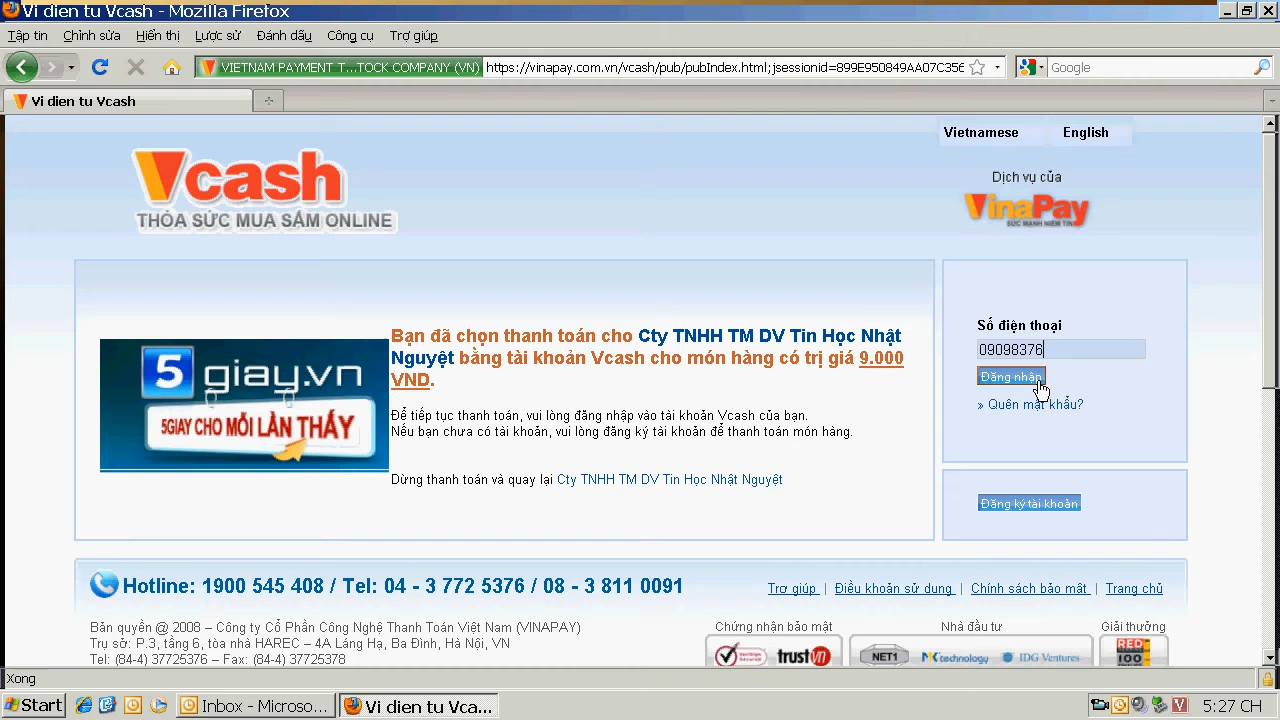 Vi dien tu Vcash - Mozilla Firefox
Tập tin Chỉnh sửa Hiển thị Lược sử Đánh dấu Công cụ Trợ giúp
VIETNAM PAYMENT T...TOCK COMPANY (VN) https://vinapay.com.vn/vcash/pub/pubIndex.html;jsessionid=899E950849AA07C356 Google
Vi dien tu Vcash
Vietnamese English
Vcash
THỎA SỨC MUA SẮM ONLINE
Dịch vụ của
VinaPay
SỨC MẠNH NIỀM TIN
Bạn đã chọn thanh toán cho Cty TNHH TM DV Tin Học Nhật
Nguyệt bằng tài khoản Vcash cho món hàng có trị giá 9.000
VND.
5 giay.vn
5GIAY CHO MỖI LẦN THẤY
Để tiếp tục thanh toán, vui lòng đăng nhập vào tài khoản Vcash của bạn.
Nếu bạn chưa có tài khoản, vui lòng đăng ký tài khoản để thanh toán món hàng.
Dừng thanh toán và quay lại Cty TNHH TM DV Tin Học Nhật Nguyệt
Số điện thoại
09098376
Đăng nhập
» Quên mật khẩu?
Đăng ký tài khoản
Hotline: 1900 545 408 / Tel: 04 - 3 772 5376 / 08 - 3 811 0091
Trợ giúp | Điều khoản sử dụng | Chính sách bảo mật | Trang chủ
Bản quyền @ 2008 – Công ty Cổ Phần Công Nghệ Thanh Toán Việt Nam (VINAPAY)
Trụ sở: P.3, tầng 6, tòa nhà HAREC – 4A Láng Hạ, Ba Đình, Hà Nội, VN
Tel: (84-4) 37725376 – Fax: (84-4) 37725378
Chứng nhận bảo mật Nhà đầu tư Giải thưởng
VeriSign Secured trustVn NET1 MKtechnology IDG Ventures RED 100
Xong
Start Inbox - Microso... Vi dien tu Vca... V 5:27 CH